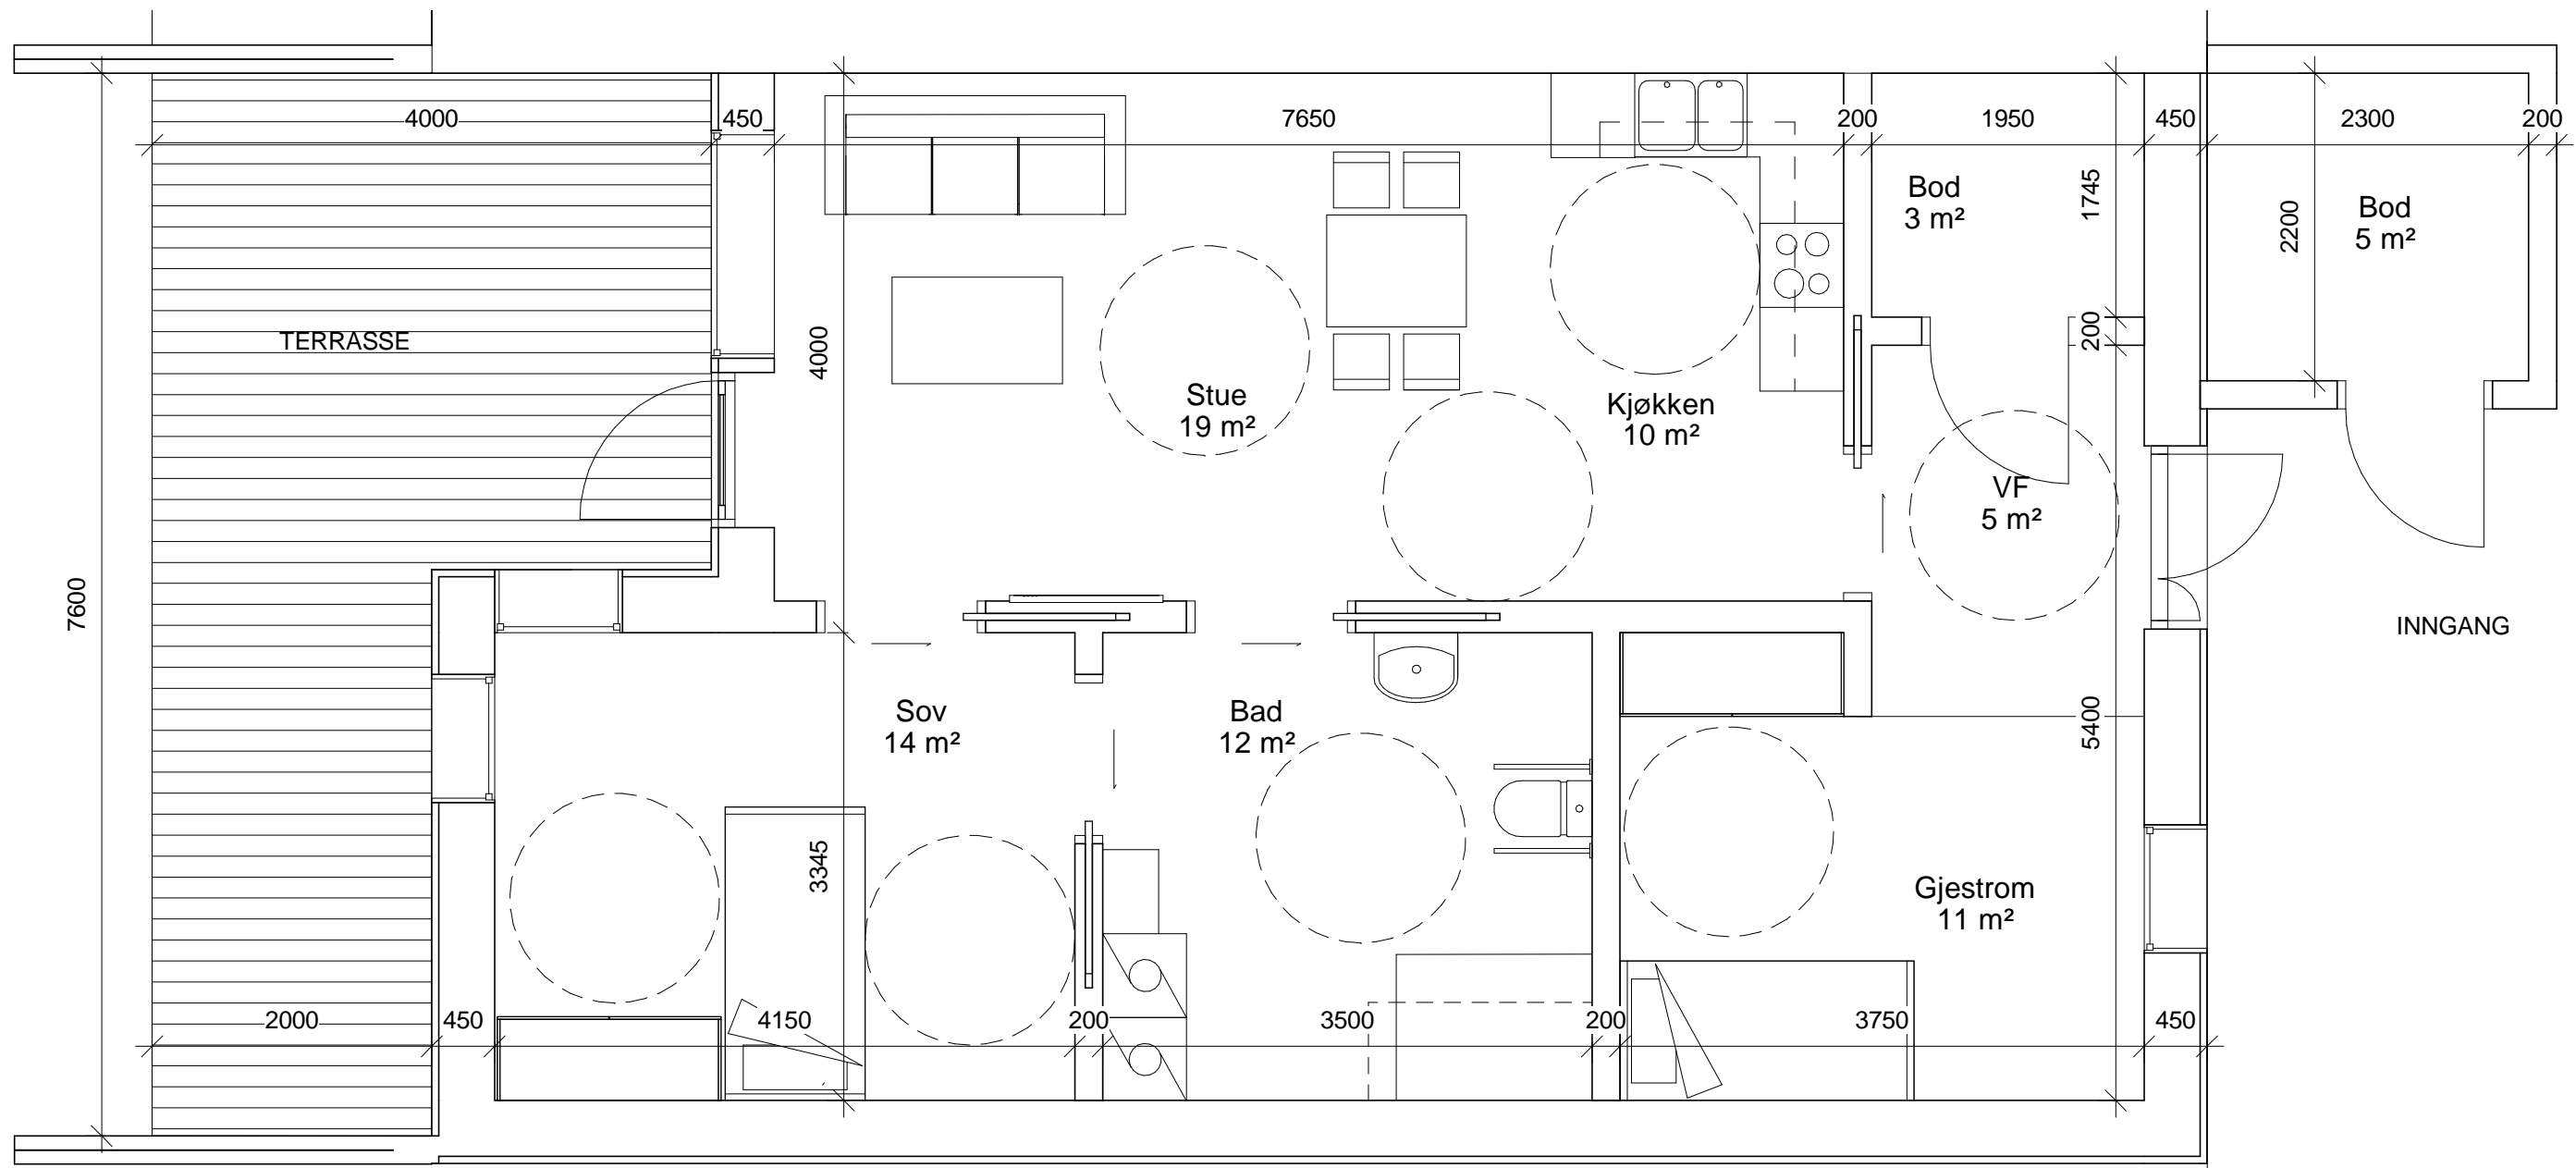 4000
450
7650
200
1950
450
2300
200
Bod
3 m²
1745
2200
Bod
5 m²
TERRASSE
4000
200
Stue
19 m²
Kjøkken
10 m²
VF
5 m²
7600
INNGANG
Sov
14 m²
Bad
12 m²
5400
3345
Gjestrom
11 m²
2000
450
4150
200
3500
200
3750
450